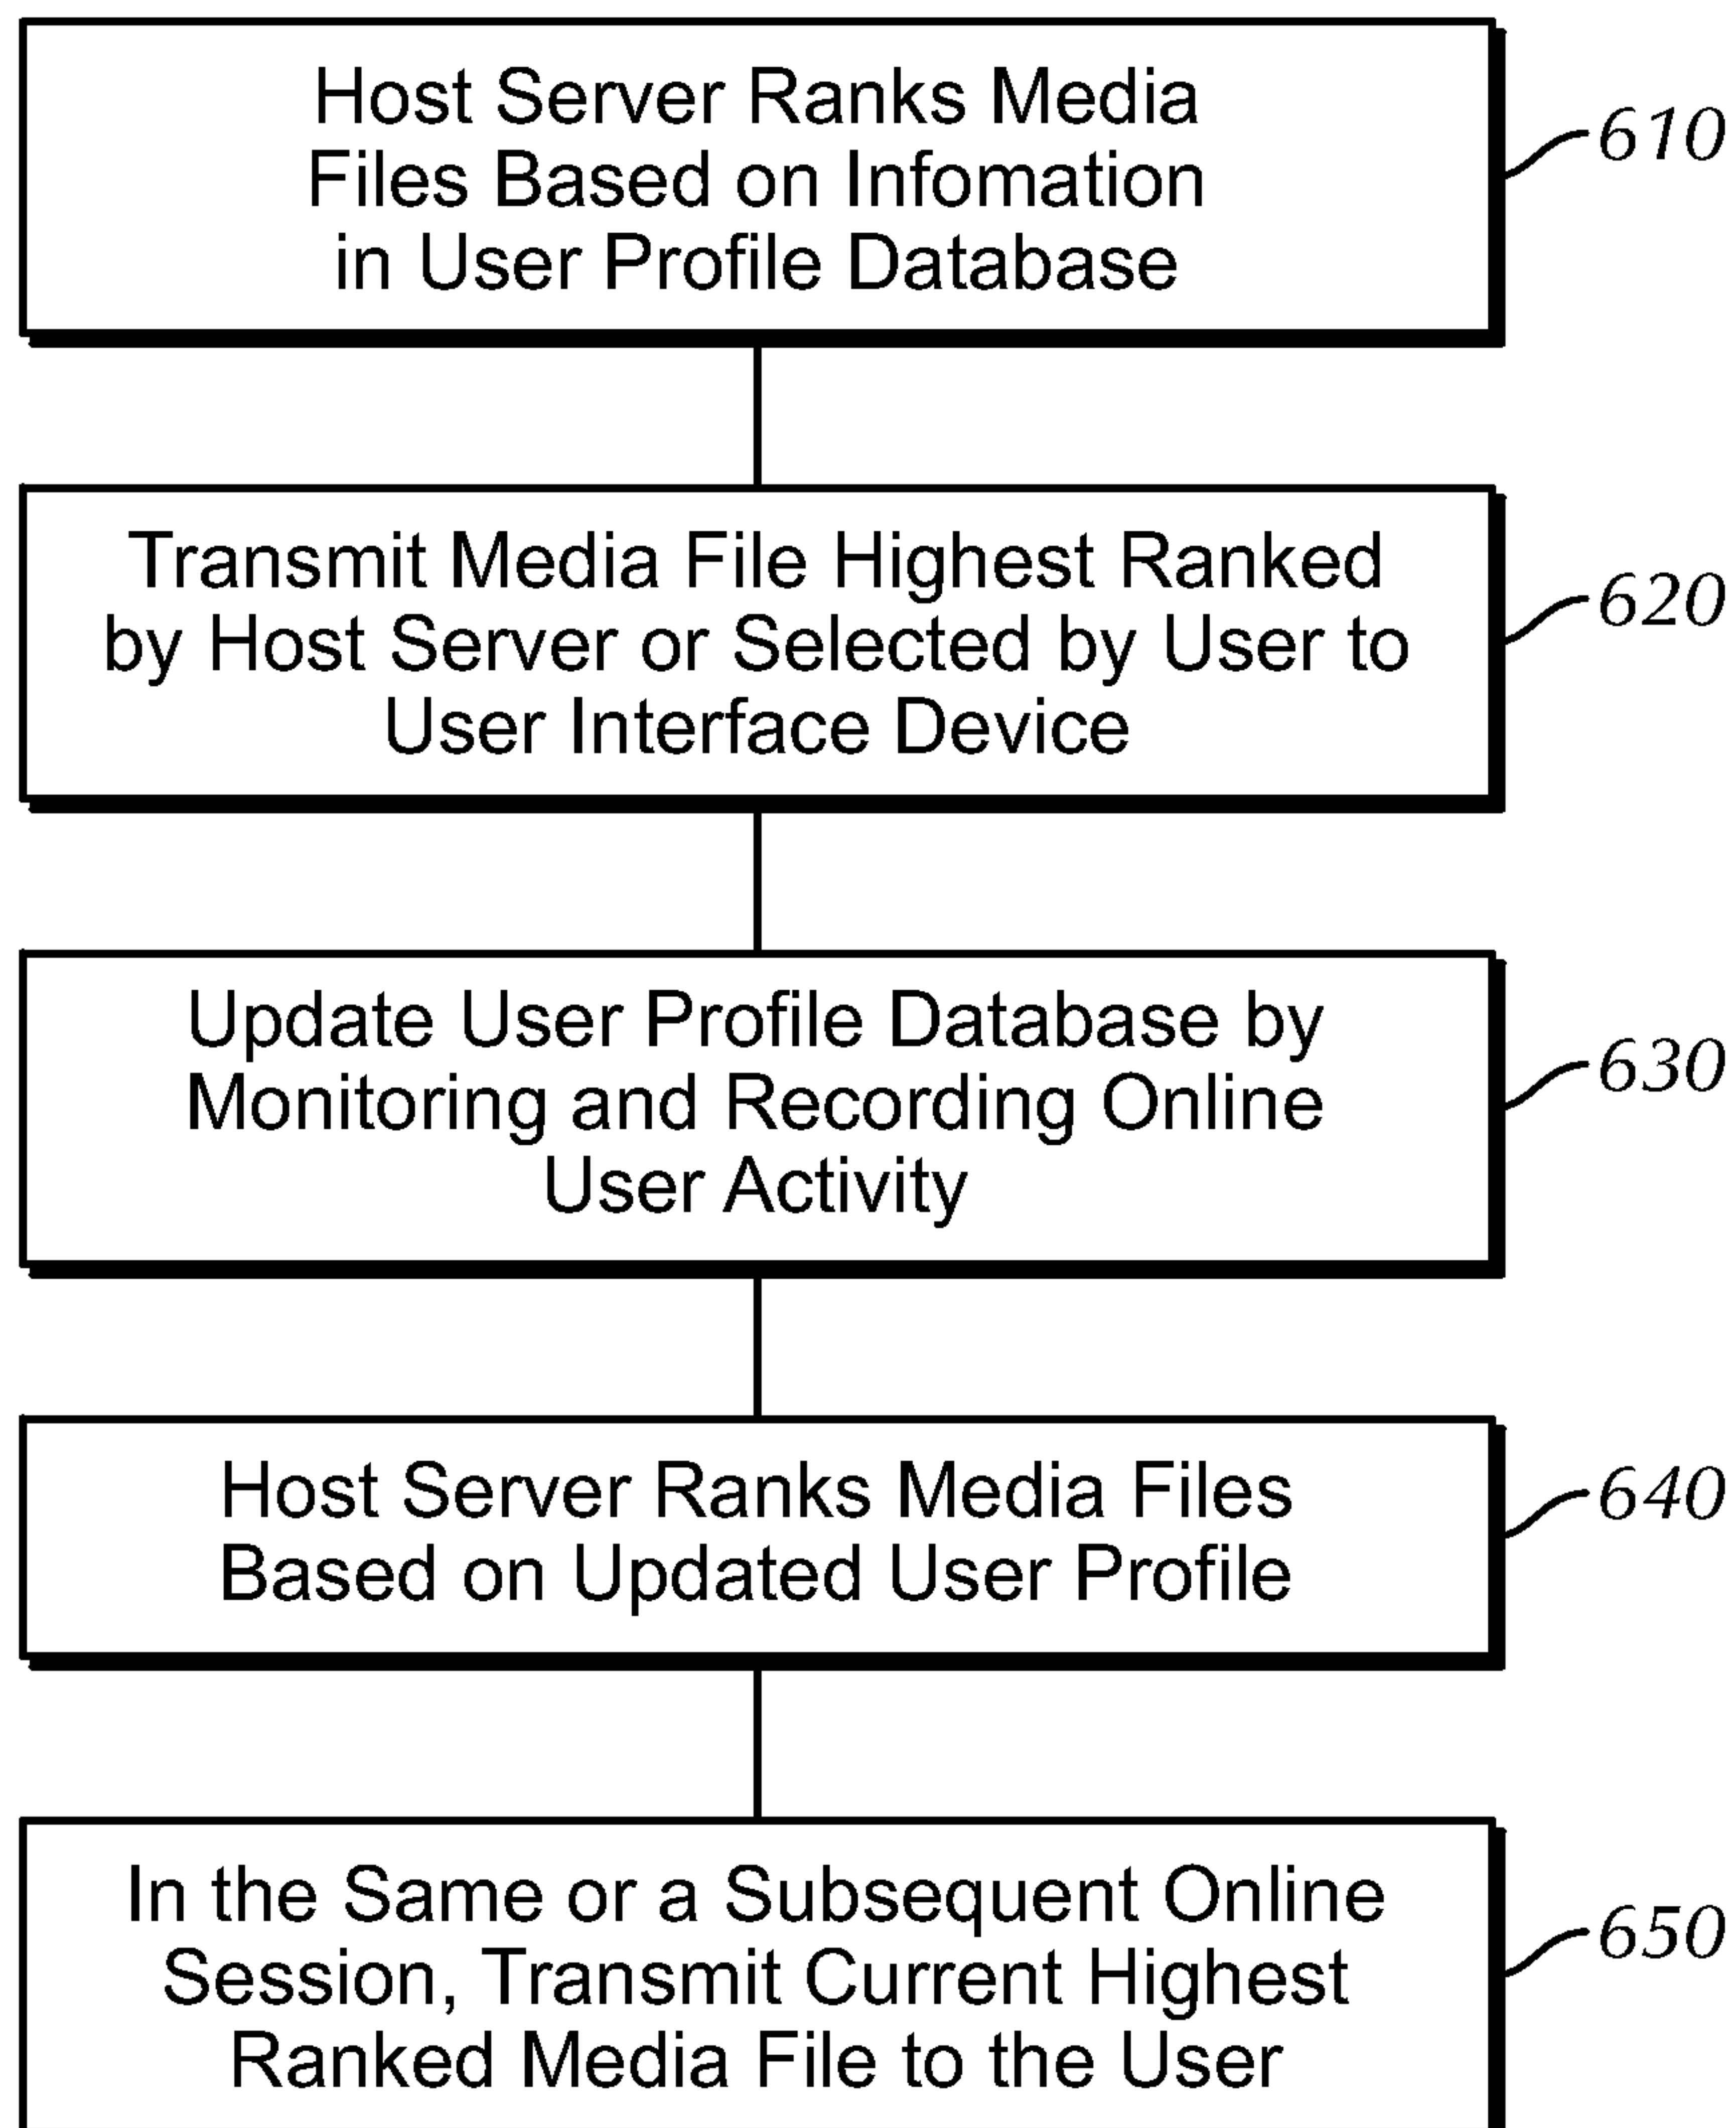 Host Server Ranks Media
Files Based on Infomation
in User Profile Database
610
Transmit Media File Highest Ranked
by Host Server or Selected by User to
User Interface Device
620
Update User Profile Database by
Monitoring and Recording Online
User Activity
630
Host Server Ranks Media Files
Based on Updated User Profile
640
In the Same or a Subsequent Online
Session, Transmit Current Highest
Ranked Media File to the User
650